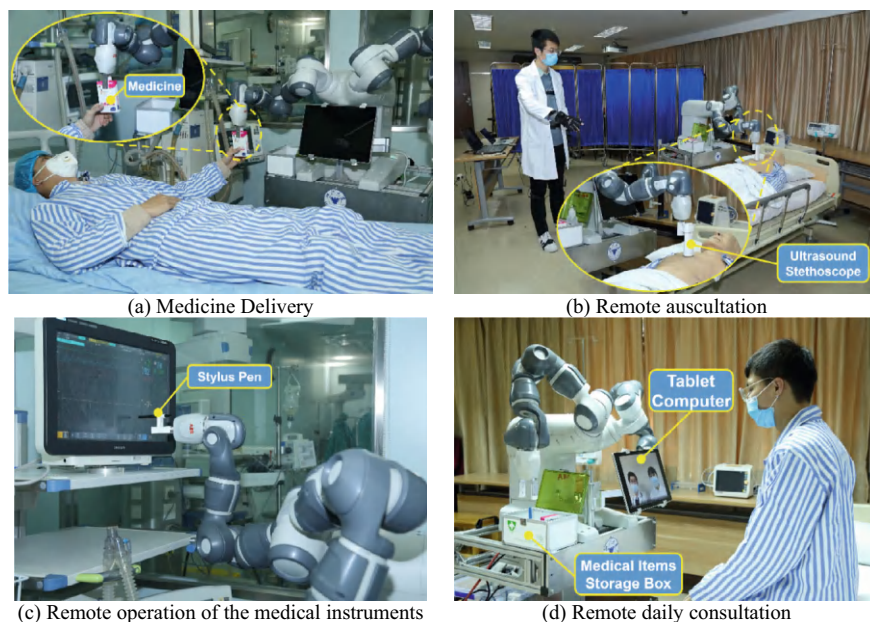 Medicine
(a) Medicine Delivery
Ultrasound
Stethoscope
(b) Remote auscultation
Stylus Pen
(c) Remote operation of the medical instruments
Tablet
Computer
Medical Items
Storage Box
(d) Remote daily consultation